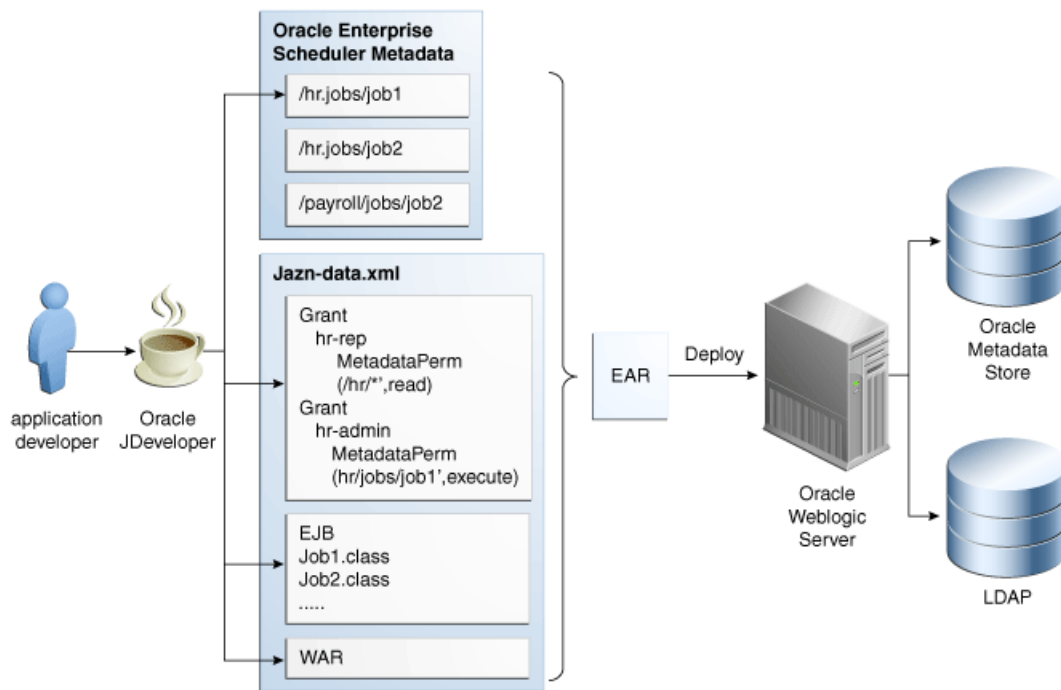 Oracle Enterprise
Scheduler Metadata
/hr.jobs/job1
/hr.jobs/job2
/payroll/jobs/job2
Jazn-data.xml
Grant
hr-rep
MetadataPerm
(/hr/*’,read)
Grant
hr-admin
MetadataPerm
(hr/jobs/job1’,execute)
EJB
Job1.class
Job2.class
.....
WAR
application
developer
Oracle
JDeveloper
EAR
Deploy
Oracle
Weblogic
Server
Oracle
Metadata
Store
LDAP